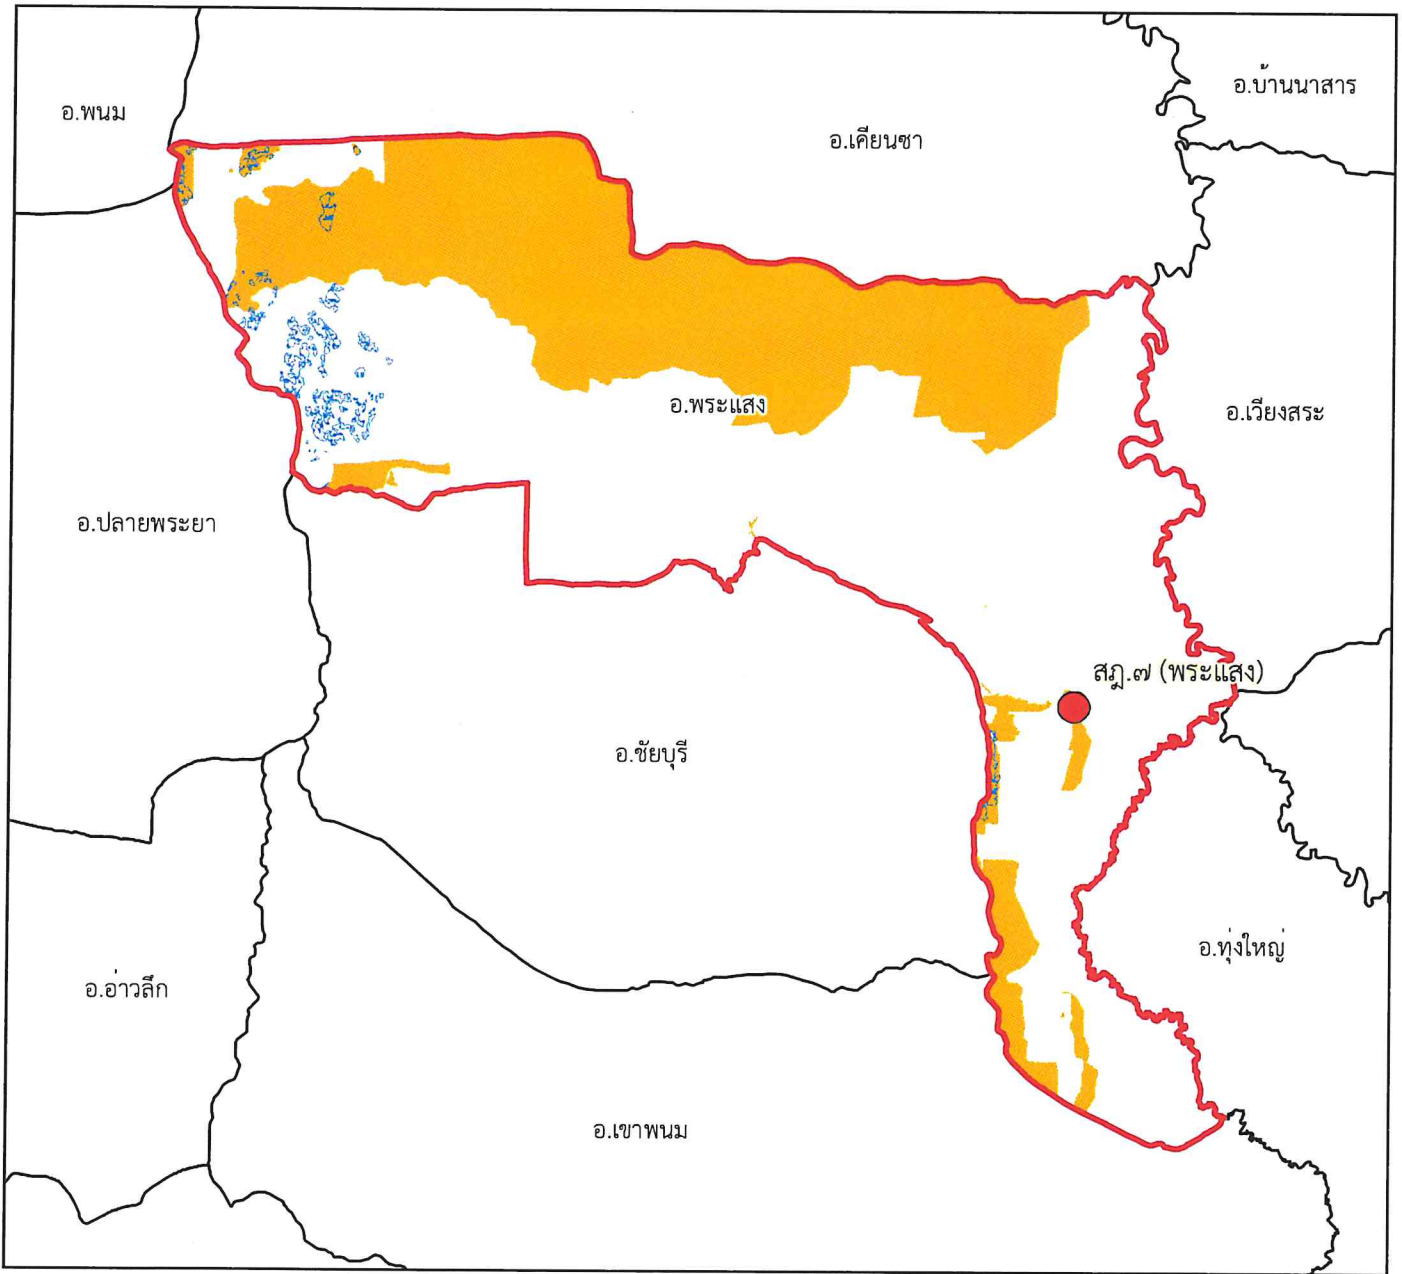 อ.บ้านนาสาร
อ.พนม
อ.เคียนซา
อ.พระแสง
อ.เวียงสระ
อ.ปลายพระยา
สฎ.๗ (พระแสง)
อ.ชัยบุรี
อ.ทุ่งใหญ่
อ.อ่าวลึก
อ.เขาพนม